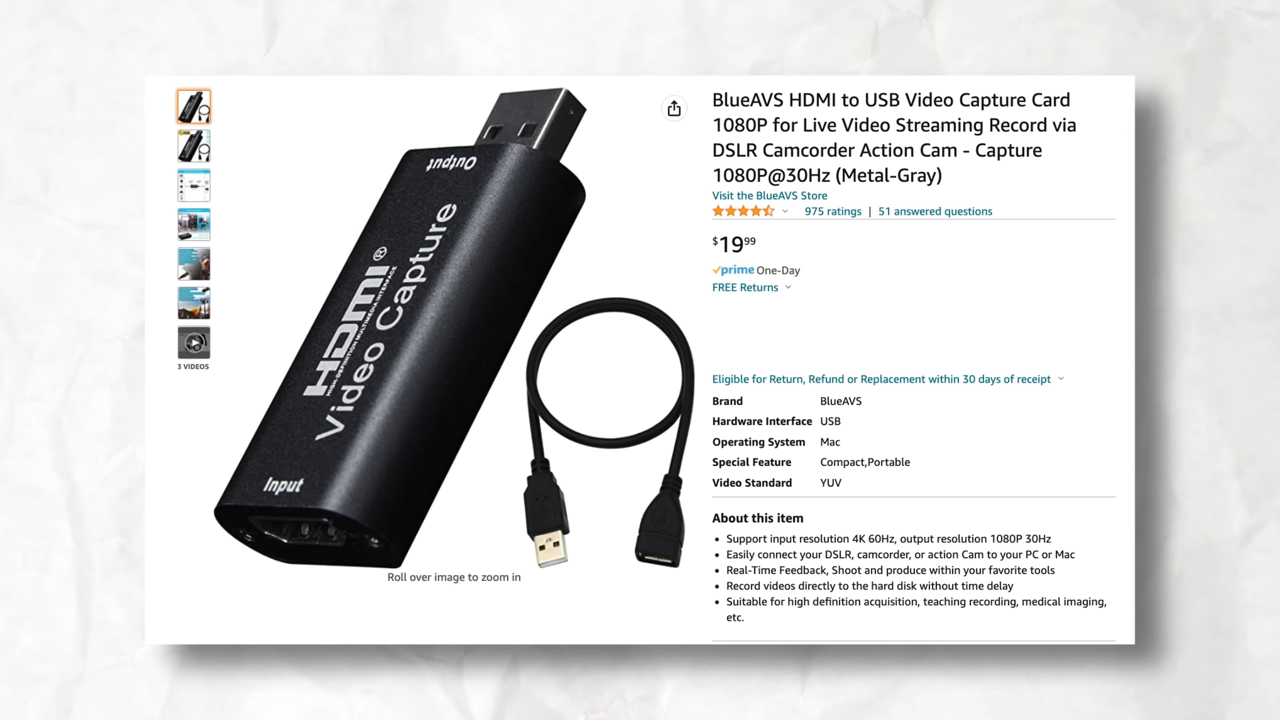 BlueAVS HDMI to USB Video Capture Card
1080P for Live Video Streaming Record via
DSLR Camcorder Action Cam - Capture
1080P@30Hz (Metal-Gray)
Visit the BlueAVS Store
975 ratings | 51 answered questions
$19.99
prime One-Day
FREE Returns
Output
HDMI®
HIGH-DEFINITION MULTIMEDIA INTERFACE
Video Capture
Input
3 VIDEOS
Roll over image to zoom in
Eligible for Return, Refund or Replacement within 30 days of receipt
Brand BlueAVS
Hardware Interface USB
Operating System Mac
Special Feature Compact,Portable
Video Standard YUV
About this item
• Support input resolution 4K 60Hz, output resolution 1080P 30Hz
• Easily connect your DSLR, camcorder, or action Cam to your PC or Mac
• Real-Time Feedback, Shoot and produce within your favorite tools
• Record videos directly to the hard disk without time delay
• Suitable for high definition acquisition, teaching recording, medical imaging,
etc.